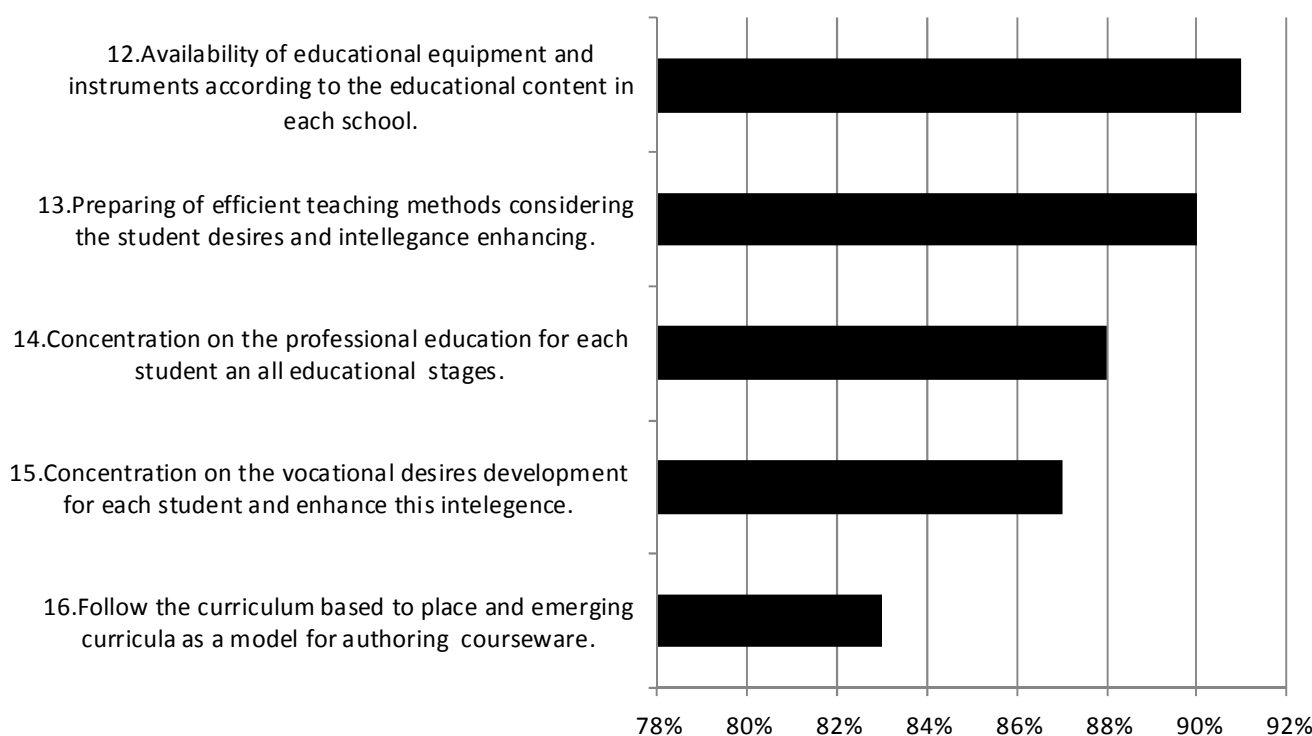 12.Availability of educational equipment and
instruments according to the educational content in
each school.
13.Preparing of efficient teaching methods considering
the student desires and intellegance enhancing.
14.Concentration on the professional education for each
student an all educational stages.
15.Concentration on the vocational desires development
for each student and enhance this intelegence.
16.Follow the curriculum based to place and emerging
curricula as a model for authoring courseware.
78% 80% 82% 84% 86% 88% 90% 92%